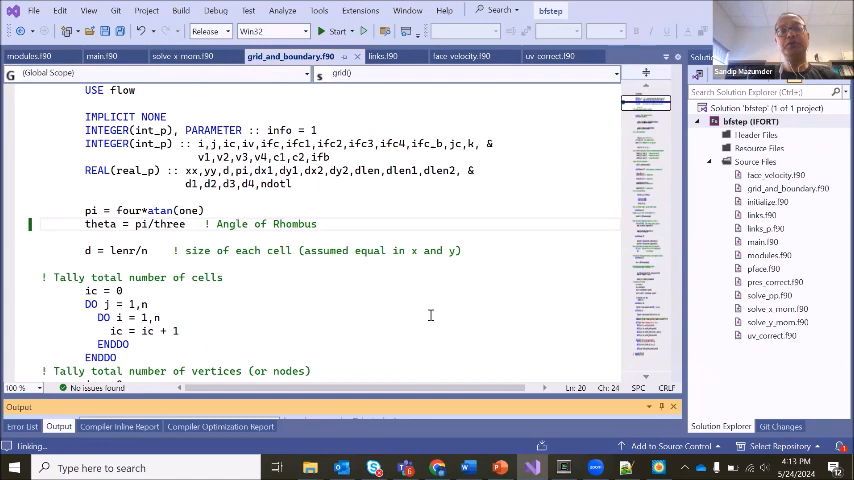 File Edit View Git Project Build Debug Test Analyze Tools Extensions Window Help Search bfstep
Release Win32 Start
modules.f90 main.f90 solve x mom.f90 grid_and_boundary.f90 links.f90 face velocity.f90 uv correct.f90
(Global Scope) grid()
USE flow
IMPLICIT NONE
INTEGER(int_p), PARAMETER :: info = 1
INTEGER(int_p) :: i,j,ic,iv,ifc,ifc1,ifc2,ifc3,ifc4,ifc_b,jc,k, &
v1,v2,v3,v4,c1,c2,ifb
REAL(real_p) :: xx,yy,d,pi,dx1,dy1,dx2,dy2,dlen,dlen1,dlen2, &
d1,d2,d3,d4,ndotl
pi = four*atan(one)
theta = pi/three ! Angle of Rhombus
d = lenr/n ! size of each cell (assumed equal in x and y)
! Tally total number of cells
ic = 0
DO j = 1,n
DO i = 1,n
ic = ic + 1
ENDDO
ENDDO
! Tally total number of vertices (or nodes)
100 % No issues found Ln: 20 Ch: 24 SPC CRLF
Output
Error List Output Compiler Inline Report Compiler Optimization Report
Linking...
Sandip Mazumder
Search Solution Explorer (Ctrl+;)
Solution 'bfstep' (1 of 1 project)
bfstep (IFORT)
Header Files
Resource Files
Source Files
face_velocity.f90
grid_and_boundary.f90
initialize.f90
links.f90
links_p.f90
main.f90
modules.f90
pface.f90
pres_correct.f90
solve_pp.f90
solve_x_mom.f90
solve_y_mom.f90
uv_correct.f90
Solution Explorer Git Changes
Add to Source Control Select Repository
Type here to search
4:13 PM
5/24/2024